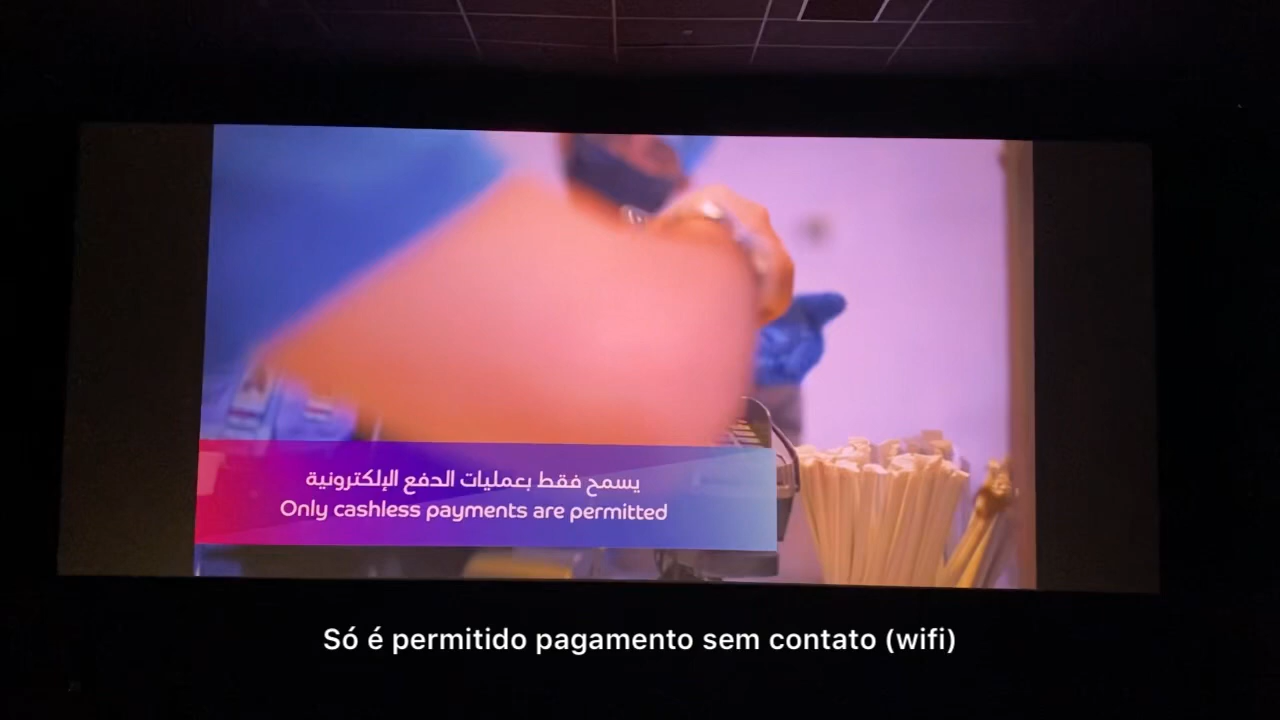 يسمح فقط بعمليات الدفع الإلكترونية
Only cashless payments are permitted
Só é permitido pagamento sem contato (wifi)